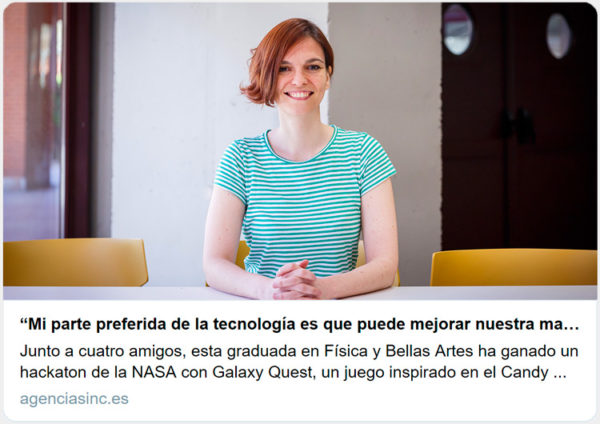 “Mi parte preferida de la tecnología es que puede mejorar nuestra ma...
Junto a cuatro amigos, esta graduada en Física y Bellas Artes ha ganado un
hackaton de la NASA con Galaxy Quest, un juego inspirado en el Candy ...
agenciasinc.es